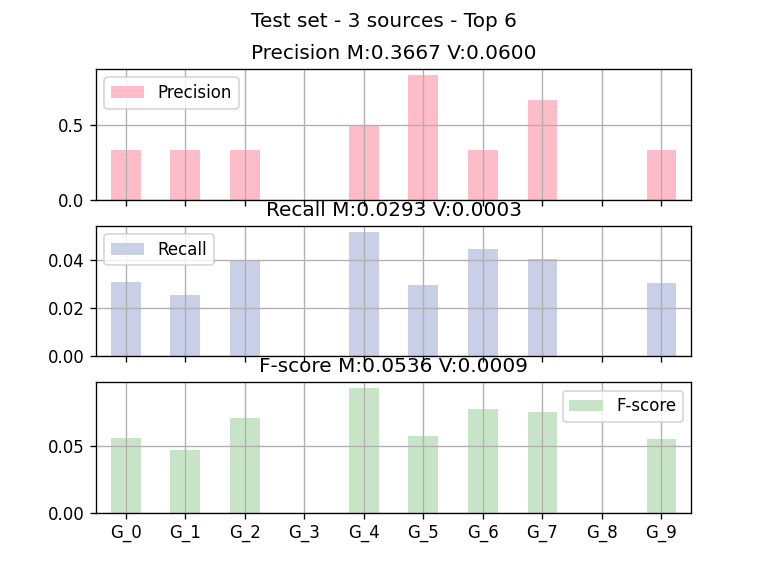 Test set - 3 sources - Top 6
Precision M:0.3667 V:0.0600
Precision
0.5
0.0
Recall M:0.0293 V:0.0003
Recall
0.04
0.02
0.00
F-score M:0.0536 V:0.0009
F-score
0.05
0.00
G_0 G_1 G_2 G_3 G_4 G_5 G_6 G_7 G_8 G_9